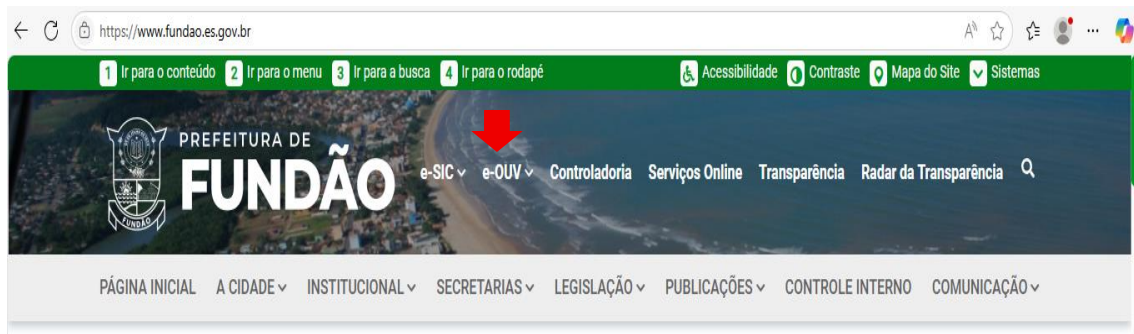 https://www.fundao.es.gov.br
1 Ir para o conteúdo 2 Ir para o menu 3 Ir para a busca 4 Ir para o rodapé Acessibilidade Contraste Mapa do Site Sistemas
PREFEITURA DE
FUNDÃO
FUNDÃO
e-SIC e-OUV Controladoria Serviços Online Transparência Radar da Transparência
PÁGINA INICIAL A CIDADE INSTITUCIONAL SECRETARIAS LEGISLAÇÃO PUBLICAÇÕES CONTROLE INTERNO COMUNICAÇÃO